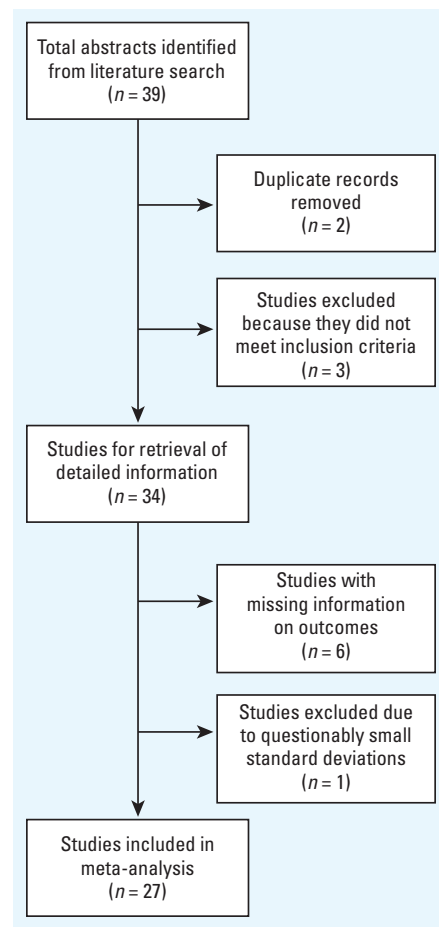 Total abstracts identified
from literature search
(n = 39)
Duplicate records
removed
(n = 2)
Studies excluded
because they did not
meet inclusion criteria
(n = 3)
Studies for retrieval of
detailed information
(n = 34)
Studies with
missing information
on outcomes
(n = 6)
Studies excluded due
to questionably small
standard deviations
(n = 1)
Studies included in
meta-analysis
(n = 27)